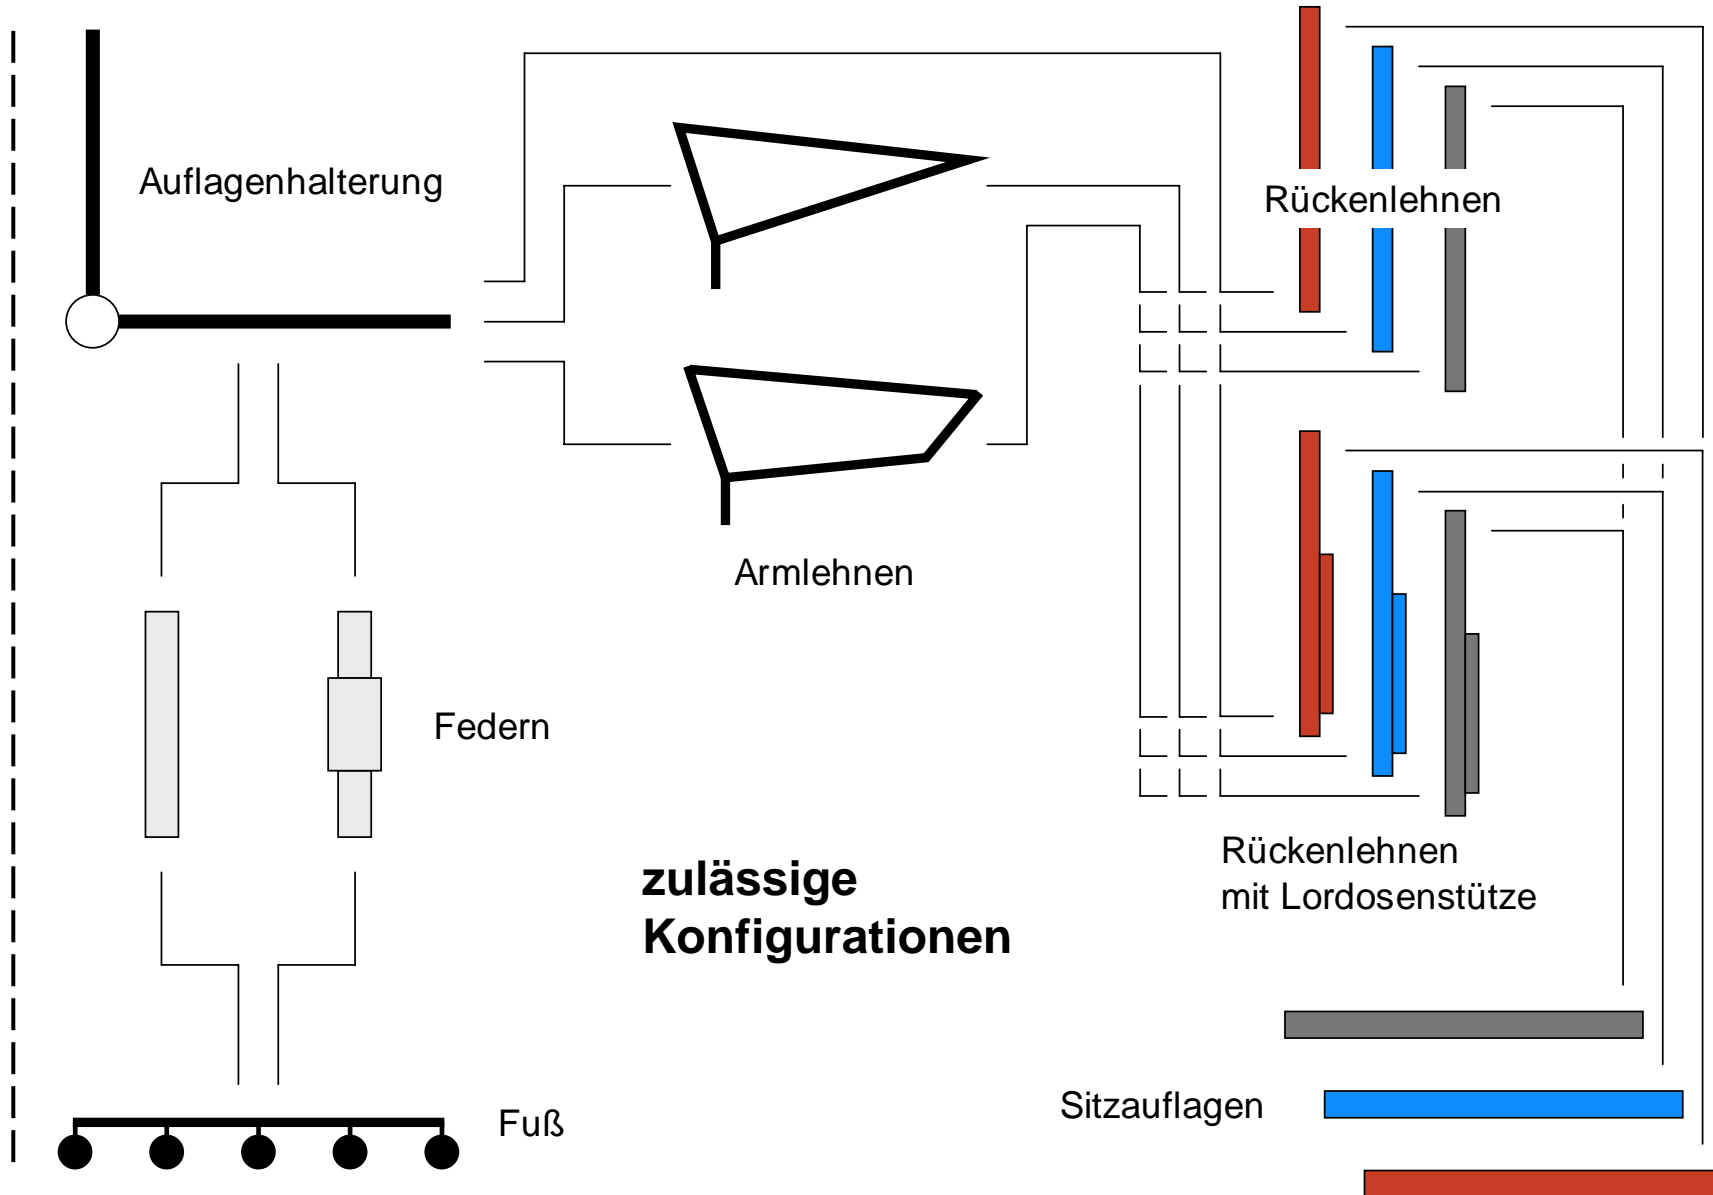 Auflagenhalterung
Rückenlehnen
Armlehnen
Federn
zulässige
Konfigurationen
Rückenlehnen
mit Lordosenstütze
Sitzauflagen
Fuß